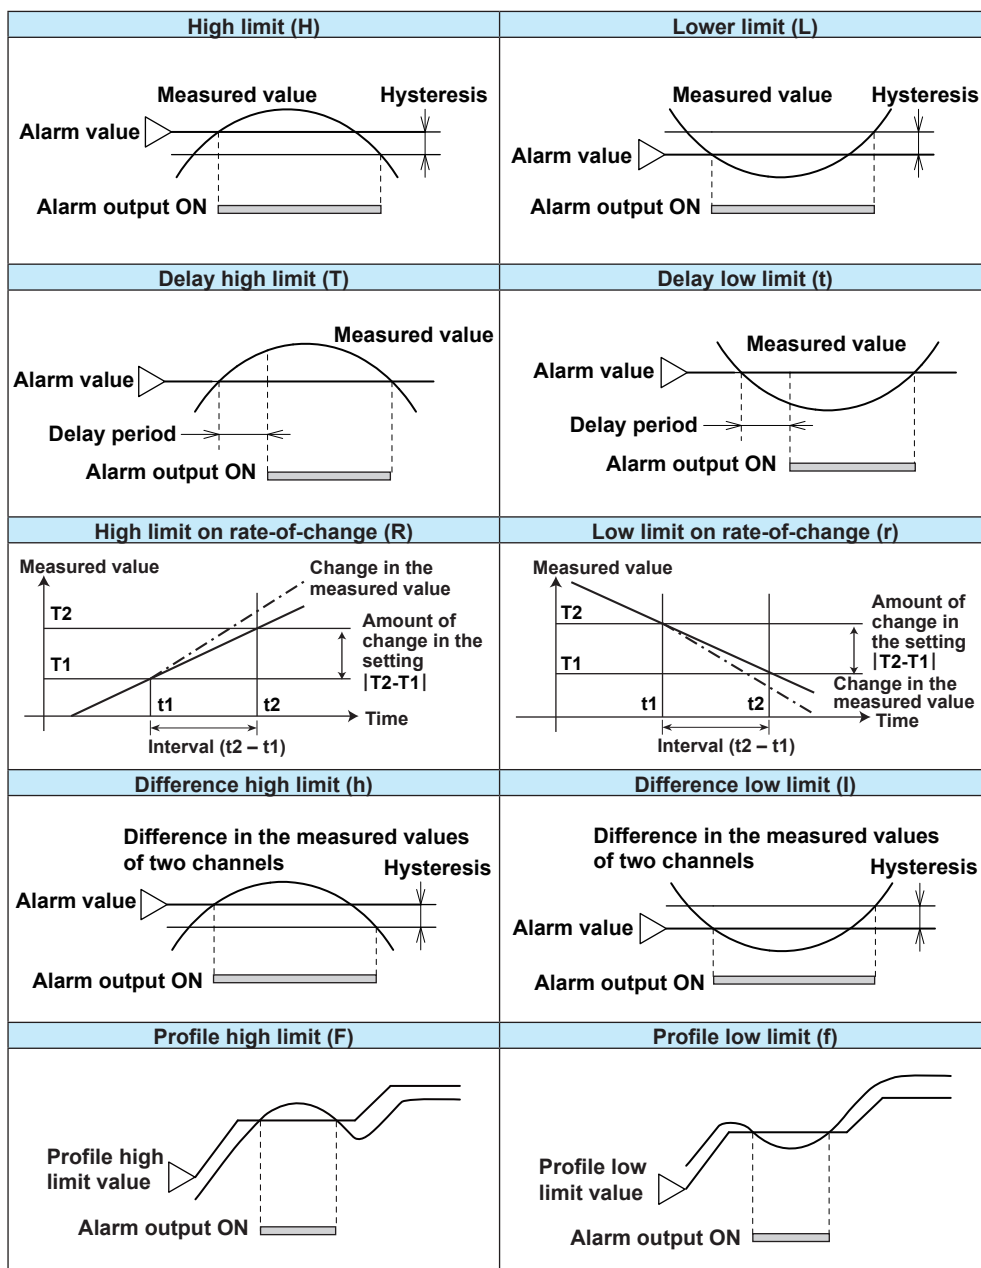 High limit (H)
Measured value
Hysteresis
Alarm value
Alarm output ON
Lower limit (L)
Measured value
Hysteresis
Alarm value
Alarm output ON
Delay high limit (T)
Measured value
Alarm value
Delay period
Alarm output ON
Delay low limit (t)
Measured value
Alarm value
Delay period
Alarm output ON
High limit on rate-of-change (R)
Measured value
Change in the
measured value
T2
Amount of
change in the
setting
|T2-T1|
T1
t1
t2
Time
Interval (t2 – t1)
Low limit on rate-of-change (r)
Measured value
T2
Amount of
change in
the setting
|T2-T1|
T1
Change in the
measured value
t1
t2
Time
Interval (t2 – t1)
Difference high limit (h)
Difference in the measured values
of two channels
Hysteresis
Alarm value
Alarm output ON
Difference low limit (l)
Difference in the measured values
of two channels
Hysteresis
Alarm value
Alarm output ON
Profile high limit (F)
Profile high
limit value
Alarm output ON
Profile low limit (f)
Profile low
limit value
Alarm output ON